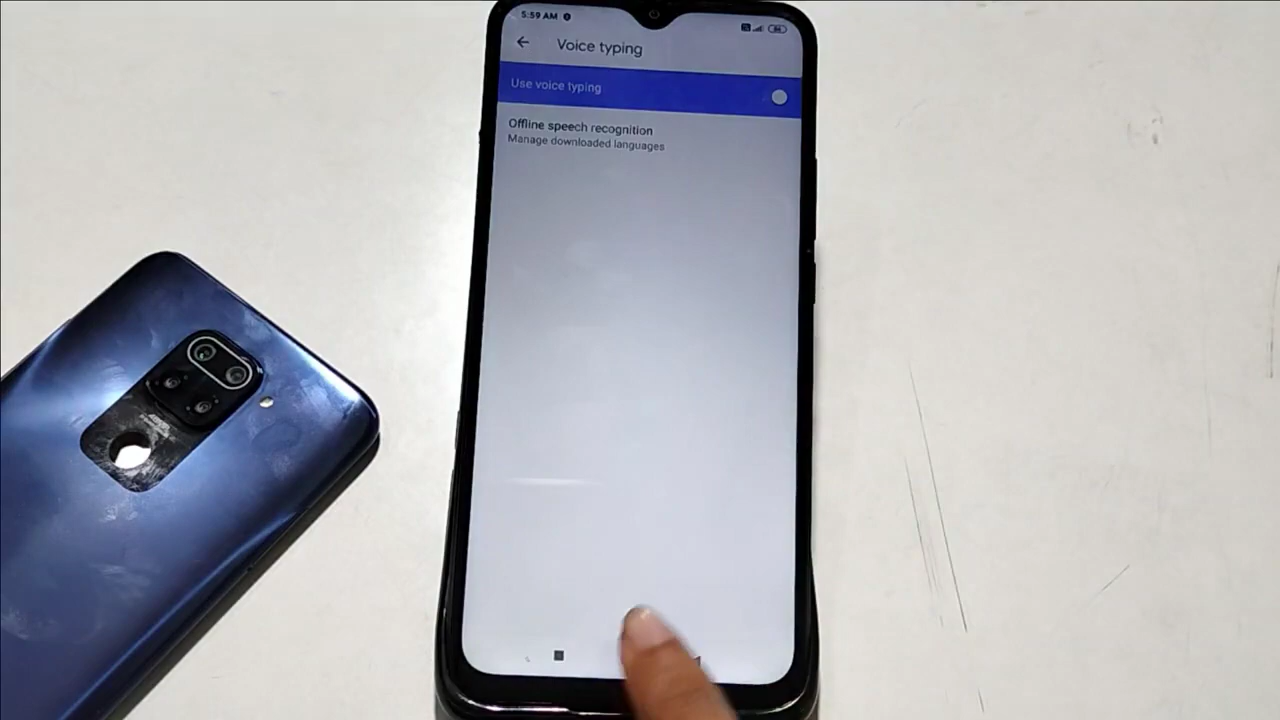 5:59 AM
Voice typing
Use voice typing
Offline speech recognition
Manage downloaded languages